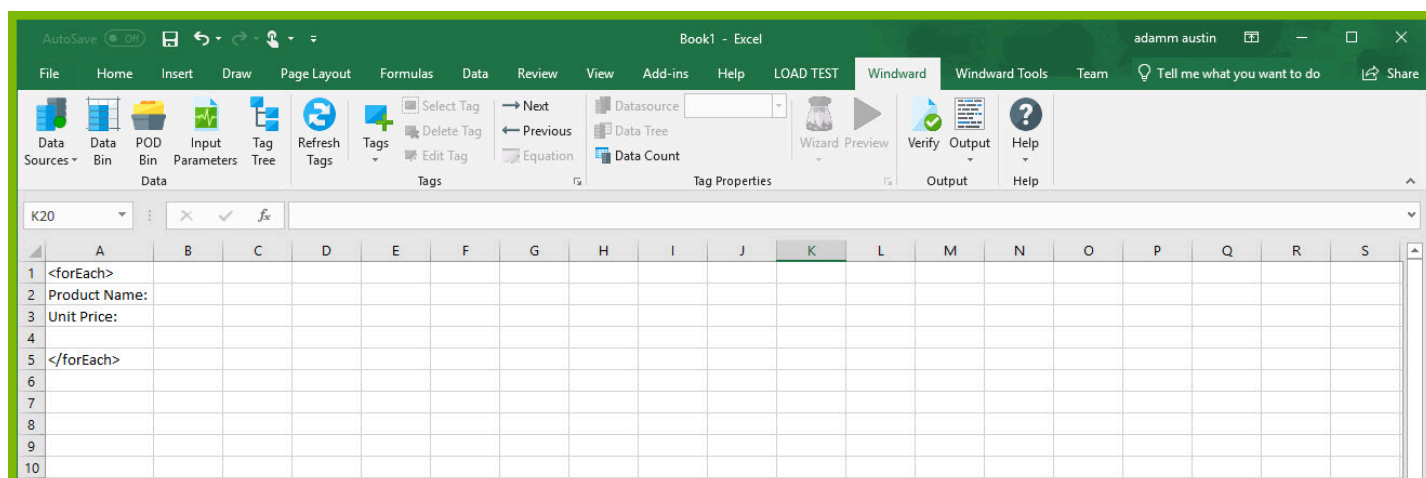 AutoSave Off Book1 - Excel adamm austin
File Home Insert Draw Page Layout Formulas Data Review View Add-ins Help LOAD TEST Windward Windward Tools Team Tell me what you want to do Share
Data Sources Data Bin POD Bin Input Parameters Tag Tree Refresh Tags Tags Select Tag Delete Tag Edit Tag Next Previous Equation Datasource Data Tree Data Count Wizard Preview Verify Output Help
Data Tags Tag Properties Output Help
K20 fx
A B C D E F G H I J K L M N O P Q R S
1 <forEach>
2 Product Name:
3 Unit Price:
4
5 </forEach>
6
7
8
9
10